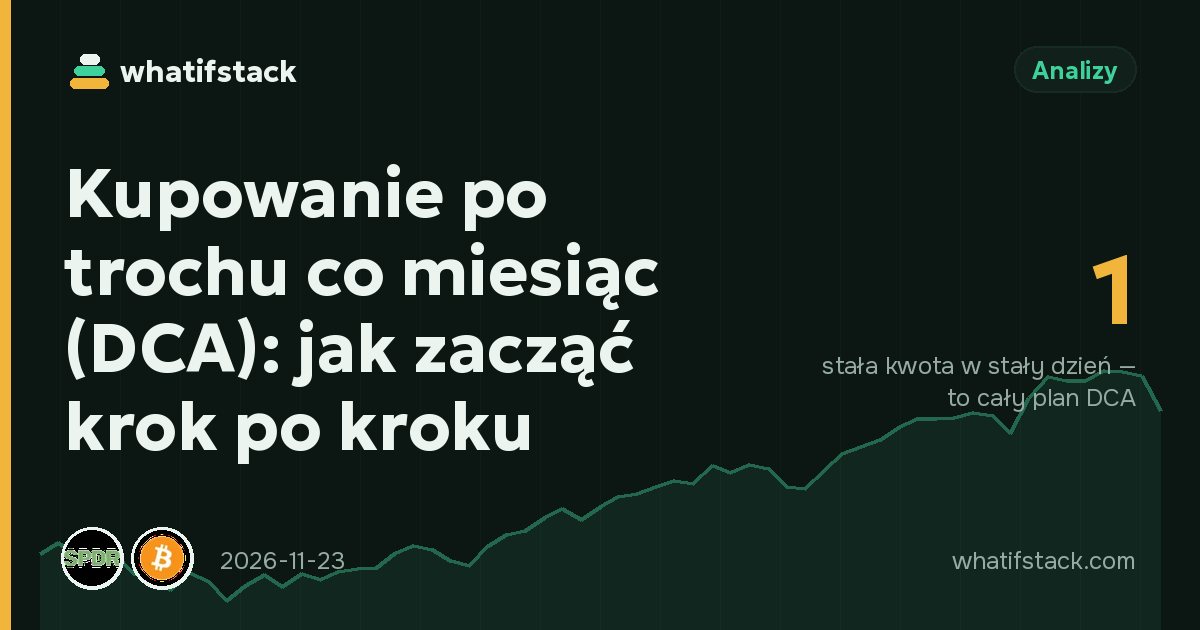 whatifstack
Analizy
Kupowanie po
trochu co miesiąc
(DCA): jak zacząć
krok po kroku
1
stała kwota w stały dzień —
to cały plan DCA
SPDR
₿
2026-11-23
whatifstack.com